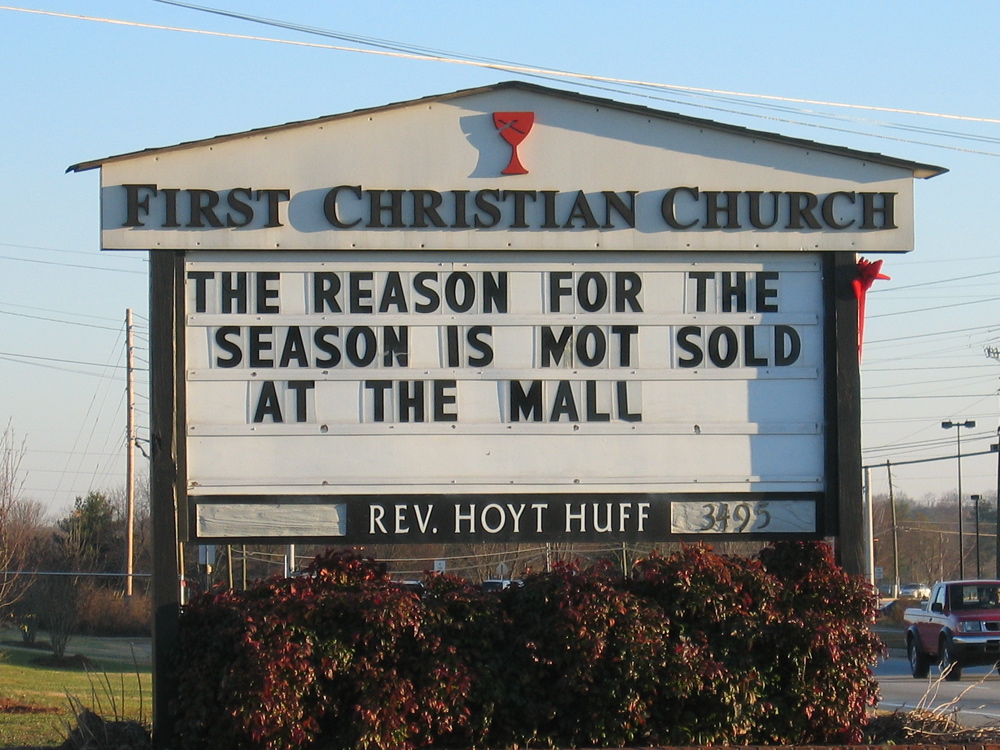 FIRST CHRISTIAN CHURCH
THE REASON FOR THE
SEASON IS NOT SOLD
AT THE MALL
REV. HOYT HUFF 3495